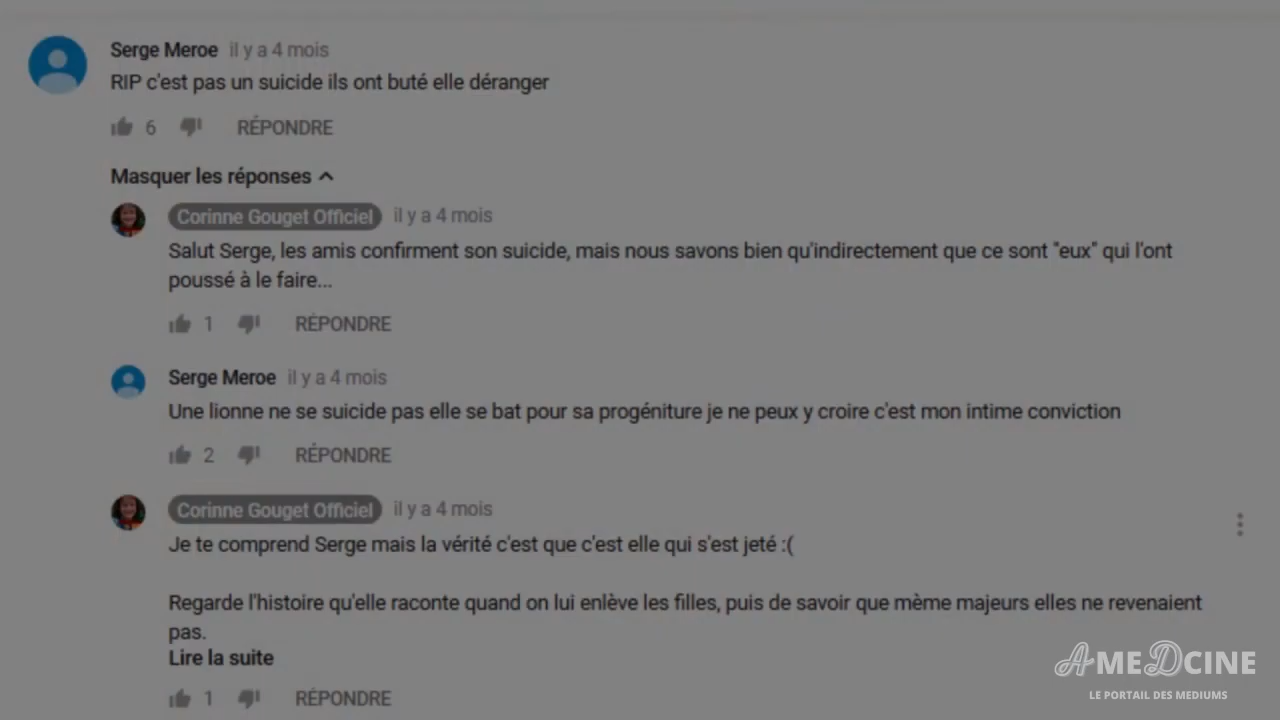 Serge Meroe il y a 4 mois
RIP c'est pas un suicide ils ont buté elle déranger
6 RÉPONDRE
Masquer les réponses
Corinne Gouget Officiel il y a 4 mois
Salut Serge, les amis confirment son suicide, mais nous savons bien qu'indirectement que ce sont "eux" qui l'ont
poussé à le faire...
1 RÉPONDRE
Serge Meroe il y a 4 mois
Une lionne ne se suicide pas elle se bat pour sa progéniture je ne peux y croire c'est mon intime conviction
2 RÉPONDRE
Corinne Gouget Officiel il y a 4 mois
Je te comprend Serge mais la vérité c'est que c'est elle qui s'est jeté :(
Regarde l'histoire qu'elle raconte quand on lui enlève les filles, puis de savoir que mème majeurs elles ne revenaient
pas.
Lire la suite
1 RÉPONDRE
AMEDCINE
LE PORTAIL DES MEDIUMS